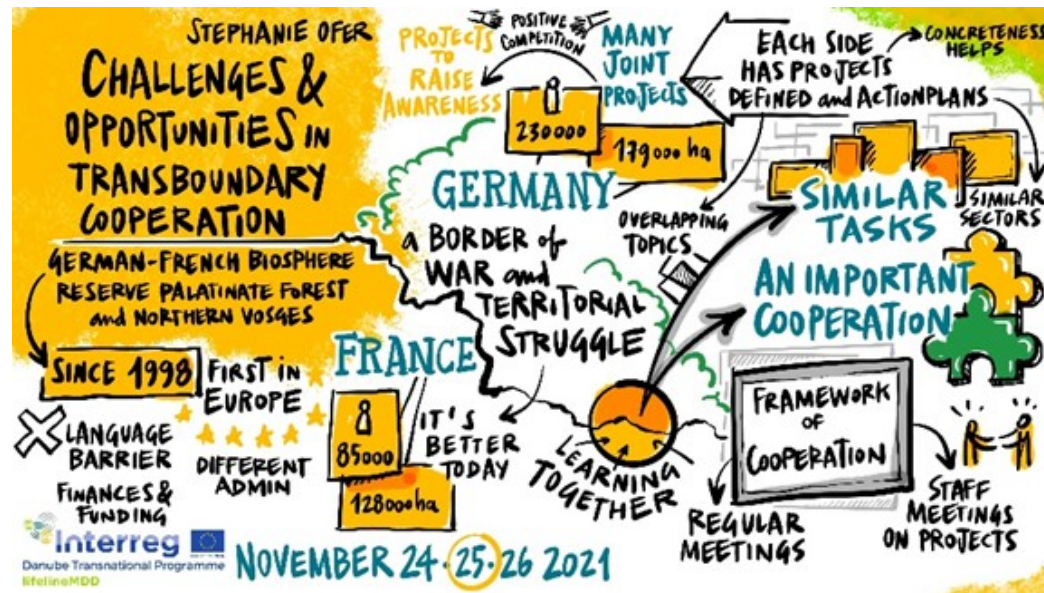 STEPHANIE OFER
CHALLENGES &
OPPORTUNITIES in
TRANSBOUNDARY
COOPERATION
GERMAN-FRENCH BIOSPHERE
RESERVE PALATINATE FOREST
and NORTHERN VOSGES
SINCE 1998
FIRST in
EUROPE
LANGUAGE
BARRIER
DIFFERENT
ADMIN
FINANCES &
FUNDING
PROJECTS
TO
RAISE
AWARENESS
POSITIVE
COMPETITION
MANY
JOINT
PROJECTS
230000
179000 ha
GERMANY
a BORDER of
WAR and
TERRITORIAL
STRUGGLE
FRANCE
85000
128000 ha
IT'S
BETTER
TODAY
EACH SIDE
HAS PROJECTS
DEFINED and ACTIONPLANS
CONCRETENESS
HELPS
OVERLAPPING
TOPICS
SIMILAR
TASKS
SIMILAR
SECTORS
AN IMPORTANT
COOPERATION
LEARNING
TOGETHER
FRAMEWORK
OF
COOPERATION
REGULAR
MEETINGS
STAFF
MEETINGS
ON PROJECTS
Interreg
Danube Transnational Programme
lifelineMDD
NOVEMBER 24.25.26 2021